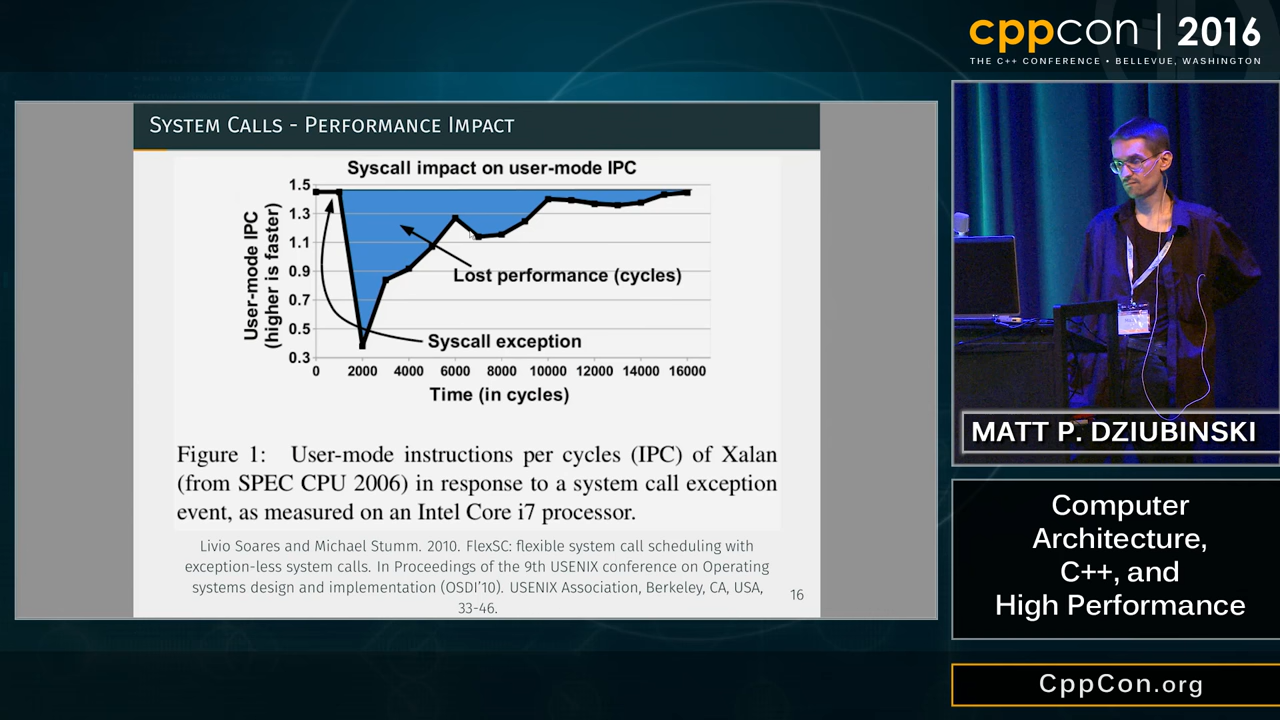 cppcon | 2016
THE C++ CONFERENCE • BELLEVUE, WASHINGTON
SYSTEM CALLS - PERFORMANCE IMPACT
Syscall impact on user-mode IPC
User-mode IPC
(higher is faster)
1.5
1.3
1.1
0.9
0.7
0.5
0.3
Lost performance (cycles)
Syscall exception
0 2000 4000 6000 8000 10000 12000 14000 16000
Time (in cycles)
Figure 1: User-mode instructions per cycles (IPC) of Xalan
(from SPEC CPU 2006) in response to a system call exception
event, as measured on an Intel Core i7 processor.
Livio Soares and Michael Stumm. 2010. FlexSC: flexible system call scheduling with
exception-less system calls. In Proceedings of the 9th USENIX conference on Operating
systems design and implementation (OSDI'10). USENIX Association, Berkeley, CA, USA,
33-46.
16
MATT P. DZIUBINSKI
Computer
Architecture,
C++, and
High Performance
CppCon.org